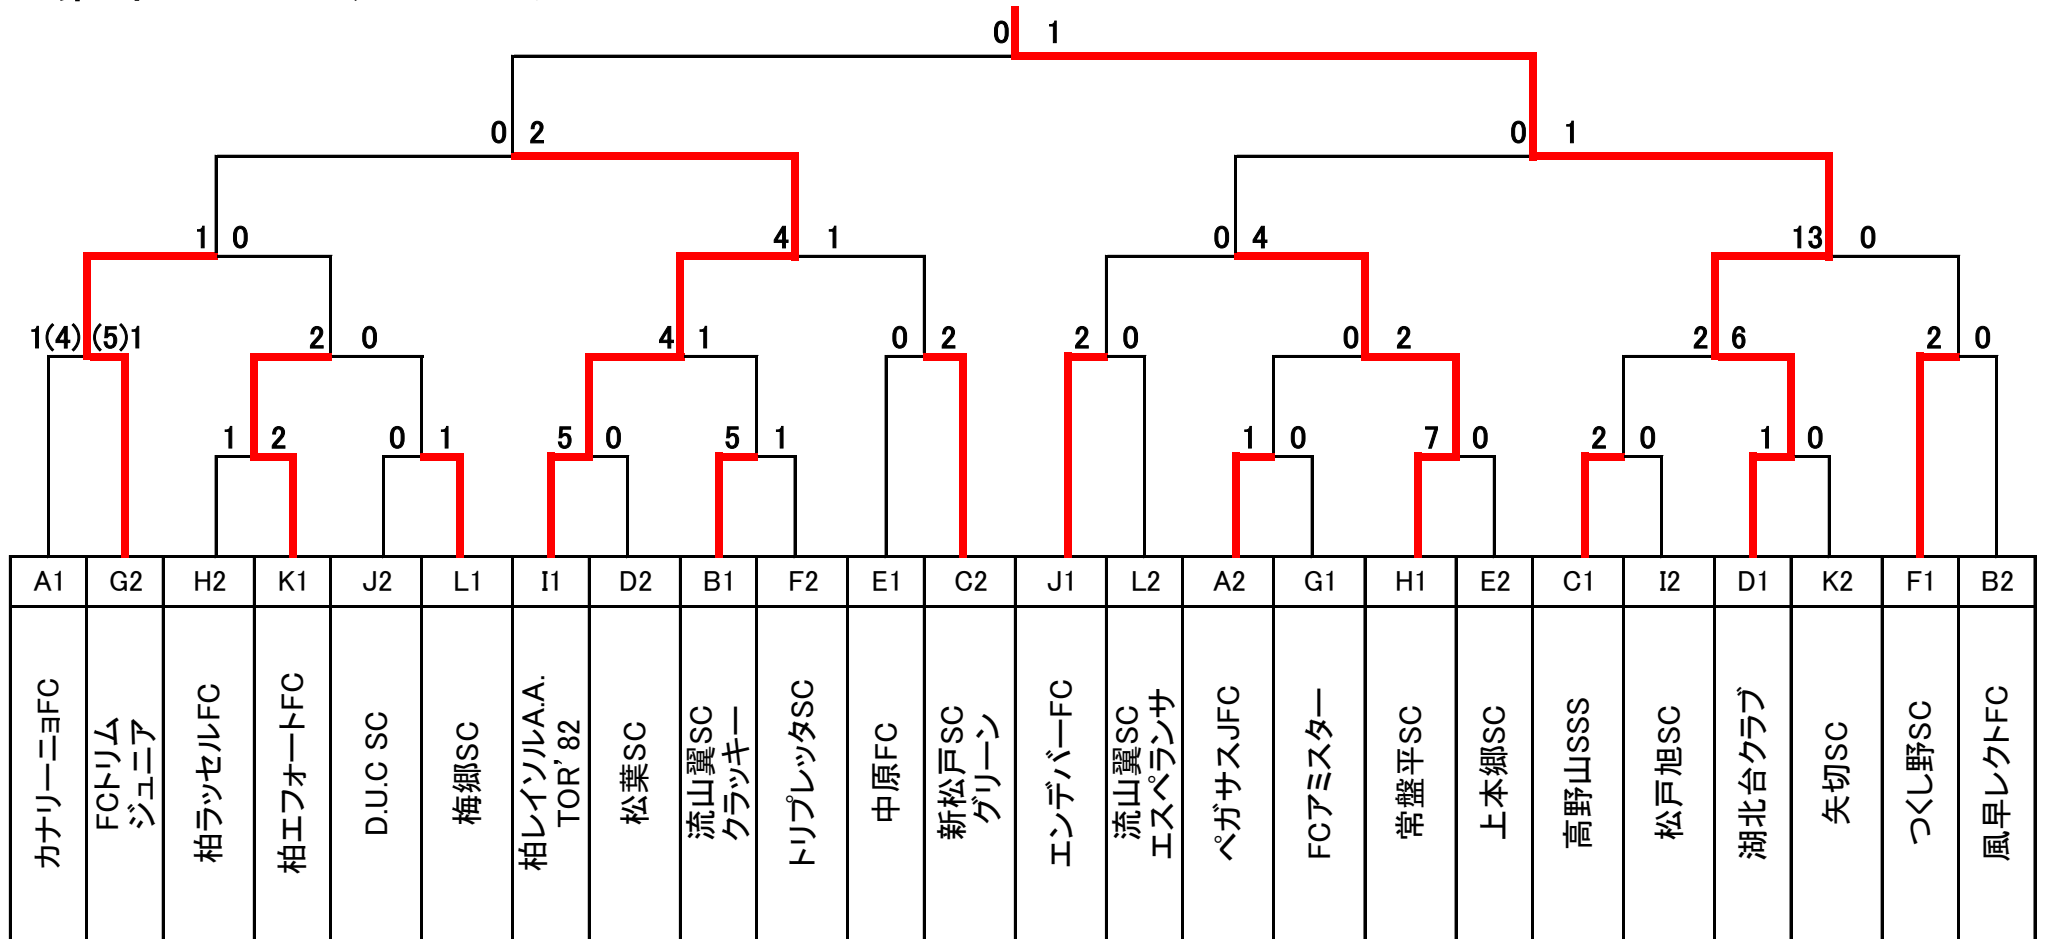 0 1
0 2 0 1
1 0 4 1 0 4 13 0
1(4) (5)1 2 0 4 1 0 2 2 0 0 2 2 6 2 0
1 2 0 1 5 0 5 1 1 0 7 0 2 0 1 0
A1 G2 H2 K1 J2 L1 I1 D2 B1 F2 E1 C2 J1 L2 A2 G1 H1 E2 C1 I2 D1 K2 F1 B2
カナリーニョFC
FCトリム
ジュニア
柏ラッセルFC
柏エフォートFC
D.U.C SC
梅郷SC
柏レイソルA.A.
TOR’82
松葉SC
流山翼SC
クラッキー
トリプレッタSC
中原FC
新松戸SC
グリーン
エンデバーFC
流山翼SC
エスペランサ
ペガサスJFC
FCアミスター
常盤平SC
上本郷SC
高野山SSS
松戸旭SC
湖北台クラブ
矢切SC
つくし野SC
風早レクトFC